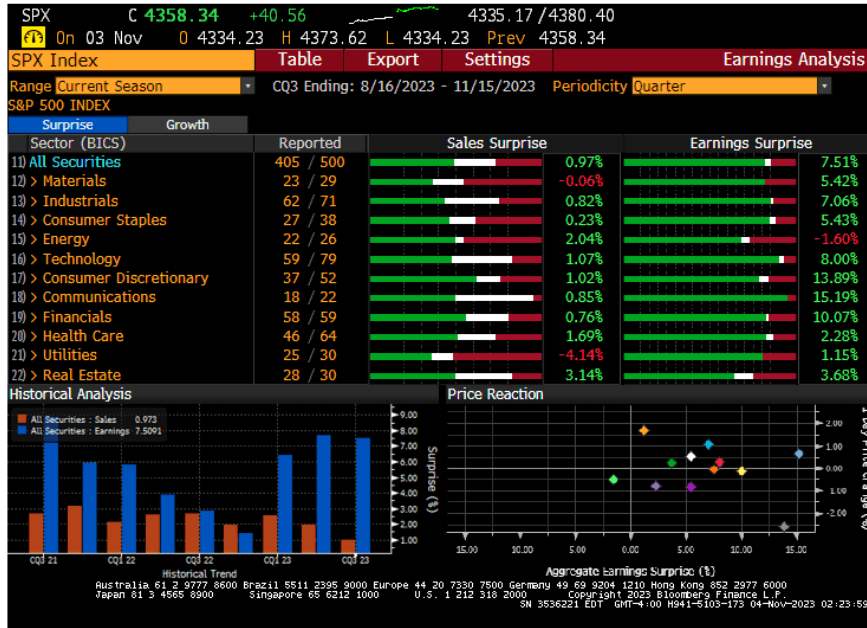 SPX C 4358.34 +40.56 4335.17/4380.40
On 03 Nov O 4334.23 H 4373.62 L 4334.23 Prev 4358.34
SPX Index Table Export Settings Earnings Analysis
Range Current Season CQ3 Ending: 8/16/2023 - 11/15/2023 Periodicity Quarter
S&P 500 INDEX
Surprise Growth
Sector (BICS) Reported Sales Surprise Earnings Surprise
11) All Securities 405 / 500 0.97% 7.51%
12) > Materials 23 / 29 -0.06% 5.42%
13) > Industrials 62 / 71 0.82% 7.06%
14) > Consumer Staples 27 / 38 0.23% 5.43%
15) > Energy 22 / 26 2.04% -1.60%
16) > Technology 59 / 79 1.07% 8.00%
17) > Consumer Discretionary 37 / 52 1.02% 13.89%
18) > Communications 18 / 22 0.85% 15.19%
19) > Financials 58 / 59 0.76% 10.07%
20) > Health Care 46 / 64 1.69% 2.28%
21) > Utilities 25 / 30 -4.14% 1.15%
22) > Real Estate 28 / 30 3.14% 3.68%
Historical Analysis Price Reaction
All Securities : Sales 0.973
All Securities : Earnings 7.5091
9.00
8.00
7.00
6.00
5.00
4.00
3.00
2.00
1.00
Surprise (%)
CQ3 21 CQ1 22 CQ3 22 CQ1 23 CQ3 23
Historical Trend
2.00
1.00
0.00
1.00
-2.00
1 Day Price Change (%)
15.00 10.00 5.00 0.00 5.00 10.00 15.00
Aggregate Earnings Surprise (%)
Australia 61 2 9777 8600 Brazil 5511 2395 9000 Europe 44 20 7330 7500 Germany 49 69 9204 1210 Hong Kong 852 2977 6000
Japan 81 3 4565 8900 Singapore 65 6212 1000 U.S. 1 212 318 2000 Copyright 2023 Bloomberg Finance L.P.
SN 3536221 EDT GMT-4:00 H941-5103-173 04-Nov-2023 02:23:59